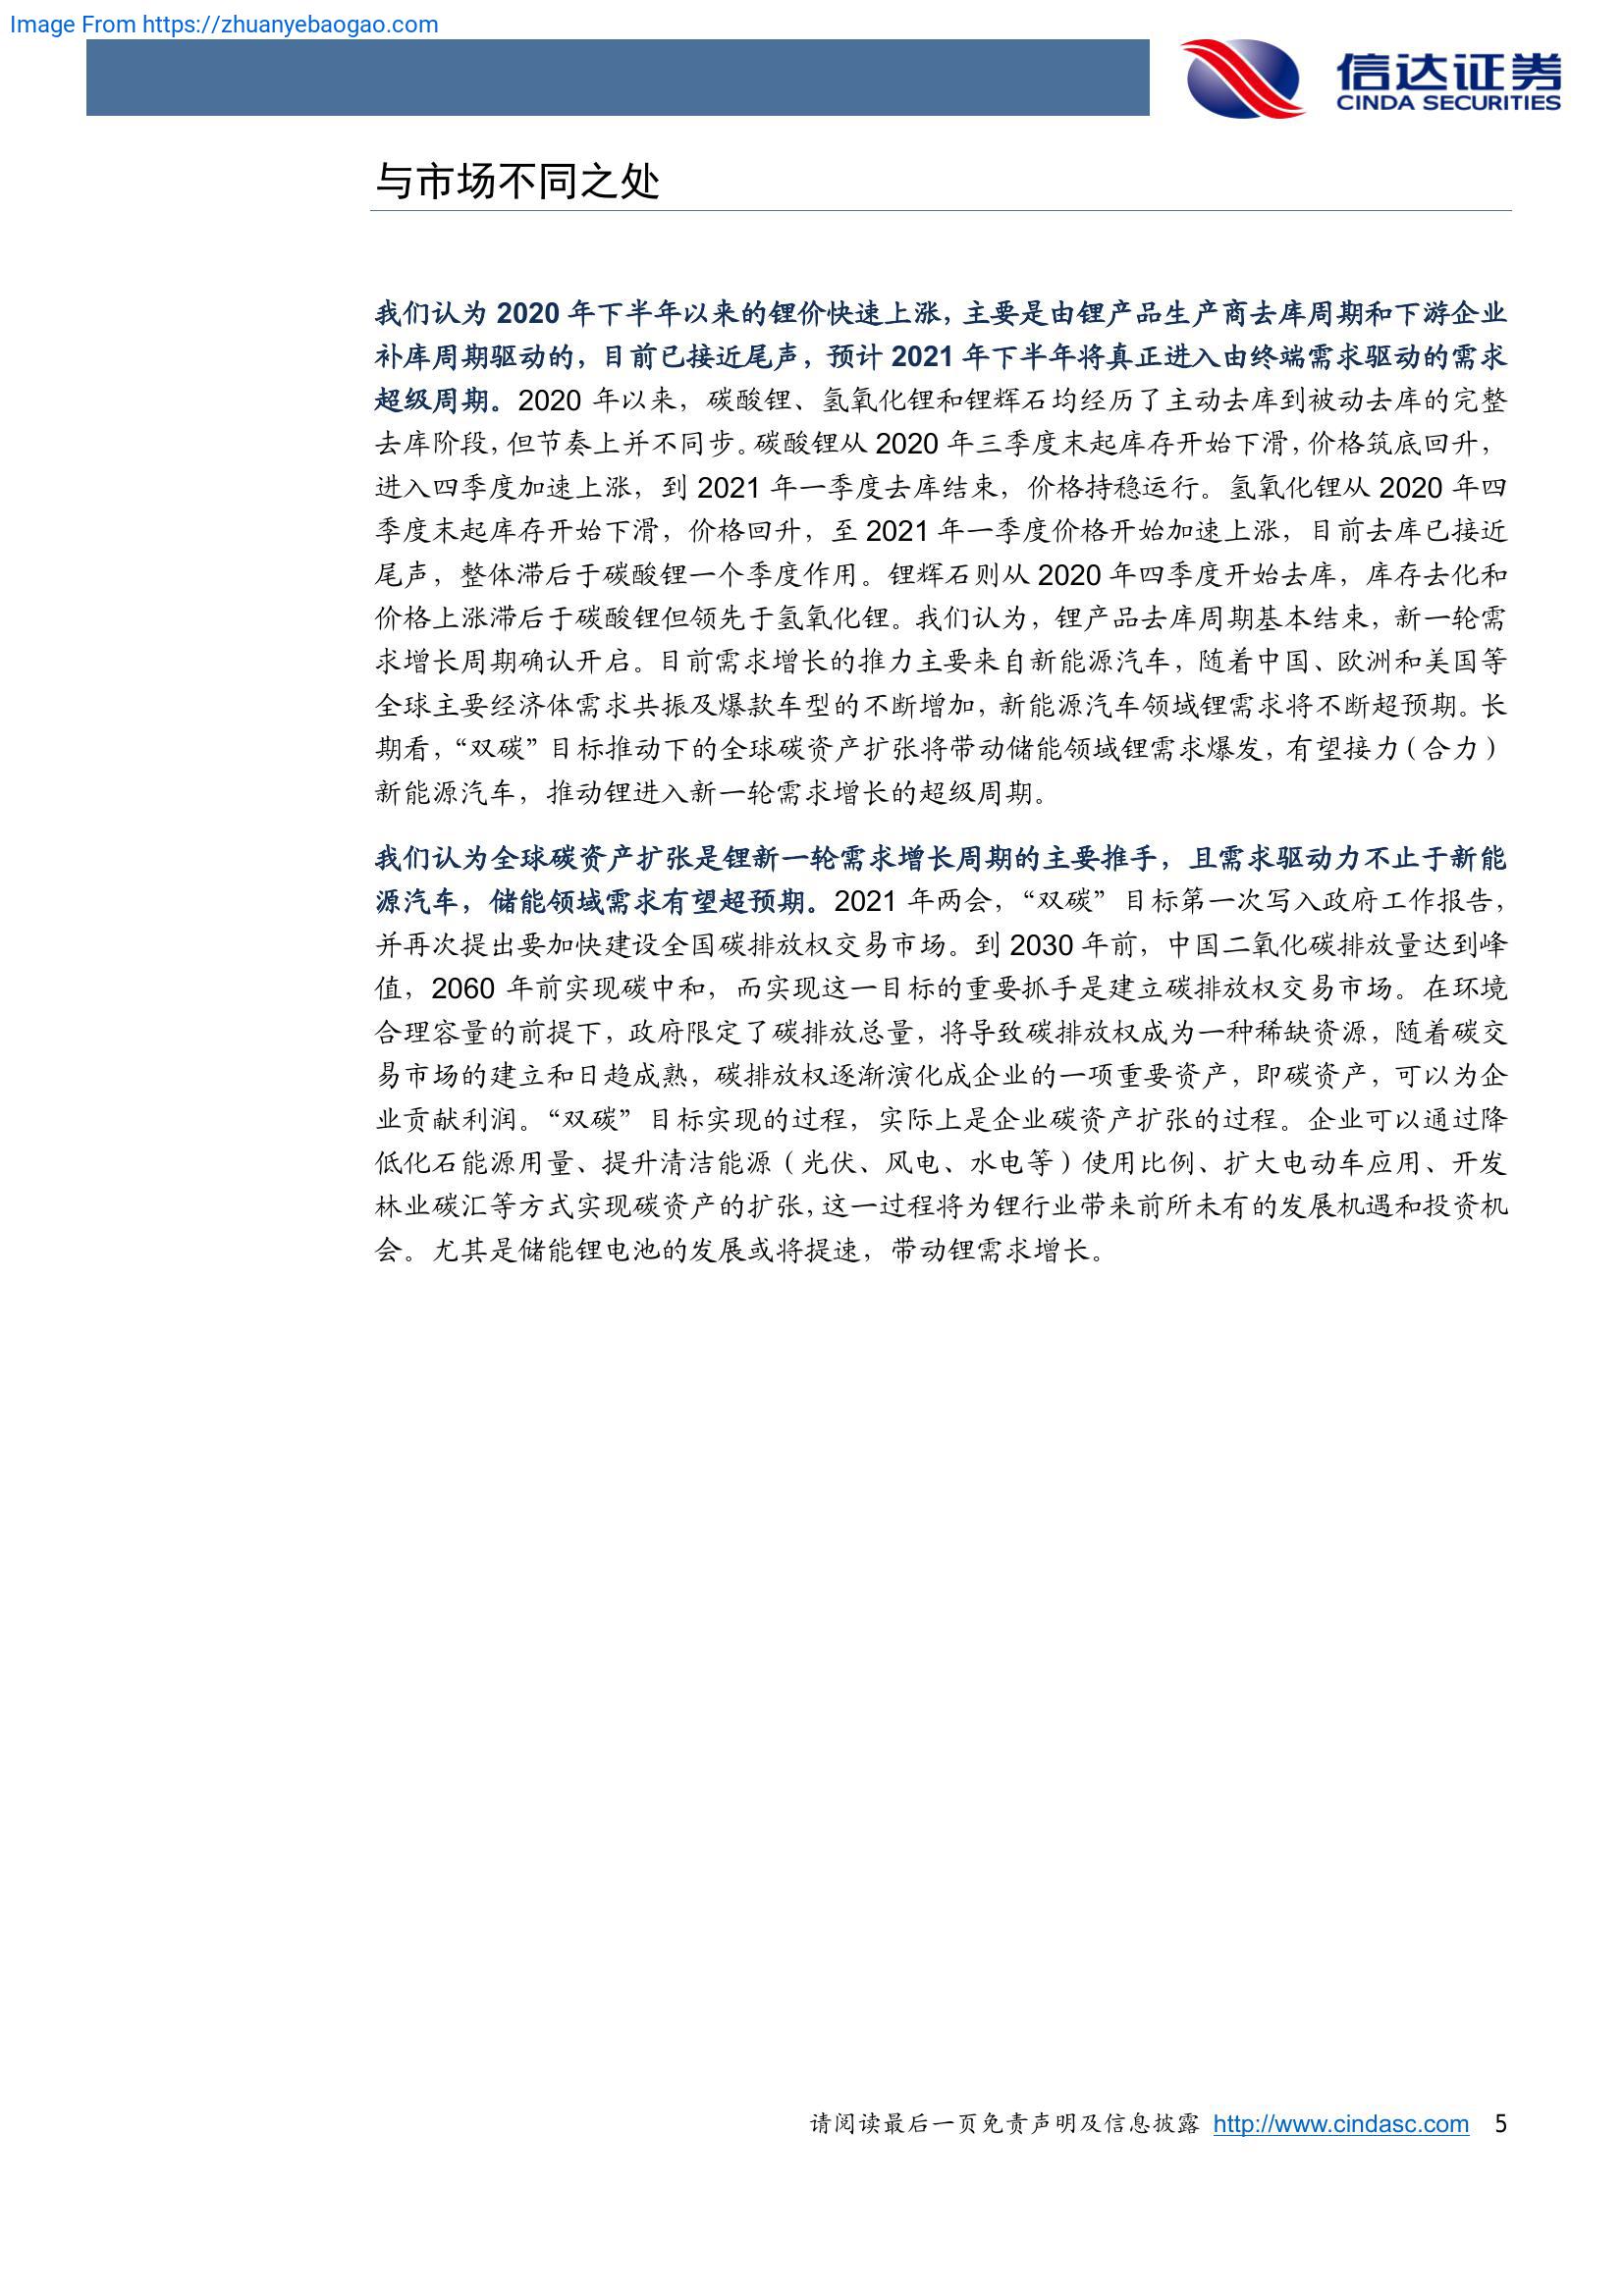 Image From https://zhuanyebaogao.com
信达证券
CINDA SECURITIES
与市场不同之处
我们认为 2020 年下半年以来的锂价快速上涨，主要是由锂产品生产商去库周期和下游企业
补库周期驱动的，目前已接近尾声，预计 2021 年下半年将真正进入由终端需求驱动的需求
超级周期。2020 年以来，碳酸锂、氢氧化锂和锂辉石均经历了主动去库到被动去库的完整
去库阶段，但节奏上并不同步。碳酸锂从 2020 年三季度末起库存开始下滑，价格筑底回升，
进入四季度加速上涨，到 2021 年一季度去库结束，价格持稳运行。氢氧化锂从 2020 年四
季度末起库存开始下滑，价格回升，至 2021 年一季度价格开始加速上涨，目前去库已接近
尾声，整体滞后于碳酸锂一个季度作用。锂辉石则从 2020 年四季度开始去库，库存去化和
价格上涨滞后于碳酸锂但领先于氢氧化锂。我们认为，锂产品去库周期基本结束，新一轮需
求增长周期确认开启。目前需求增长的推力主要来自新能源汽车，随着中国、欧洲和美国等
全球主要经济体需求共振及爆款车型的不断增加，新能源汽车领域锂需求将不断超预期。长
期看，“双碳”目标推动下的全球碳资产扩张将带动储能领域锂需求爆发，有望接力（合力）
新能源汽车，推动锂进入新一轮需求增长的超级周期。
我们认为全球碳资产扩张是锂新一轮需求增长周期的主要推手，且需求驱动力不止于新能
源汽车，储能领域需求有望超预期。2021 年两会，“双碳”目标第一次写入政府工作报告，
并再次提出要加快建设全国碳排放权交易市场。到 2030 年前，中国二氧化碳排放量达到峰
值，2060 年前实现碳中和，而实现这一目标的重要抓手是建立碳排放权交易市场。在环境
合理容量的前提下，政府限定了碳排放总量，将导致碳排放权成为一种稀缺资源，随着碳交
易市场的建立和日趋成熟，碳排放权逐渐演化成企业的一项重要资产，即碳资产，可以为企
业贡献利润。“双碳”目标实现的过程，实际上是企业碳资产扩张的过程。企业可以通过降
低化石能源用量、提升清洁能源（光伏、风电、水电等）使用比例、扩大电动车应用、开发
林业碳汇等方式实现碳资产的扩张，这一过程将为锂行业带来前所未有的发展机遇和投资机
会。尤其是储能锂电池的发展或将提速，带动锂需求增长。
请阅读最后一页免责声明及信息披露 http://www.cindasc.com 5